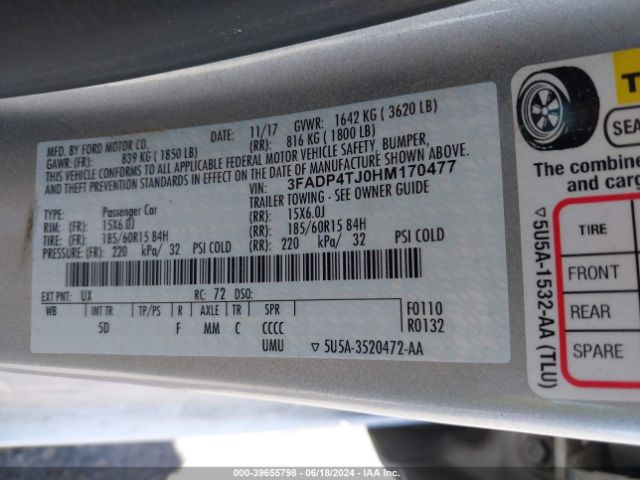 MFD. BY FORD MOTOR CO.
DATE: 11/17 GVWR: 1642 KG ( 3620 LB)
GAWR: (FR): 839 KG ( 1850 LB) (RR): 816 KG ( 1800 LB)
THIS VEHICLE CONFORMS TO ALL APPLICABLE FEDERAL MOTOR VEHICLE SAFETY, BUMPER,
AND THEFT PREVENTION STANDARDS IN EFFECT ON THE DATE OF MANUFACTURE SHOWN ABOVE.
VIN: 3FADP4TJ0HM170477
TYPE: Passenger Car TRAILER TOWING - SEE OWNER GUIDE
RIM: (FR): 15X6.0J (RR): 15X6.0J
TIRE: (FR): 185/60R15 84H (RR): 185/60R15 84H
PRESSURE: (FR): 220 kPa/ 32 PSI COLD (RR): 220 kPa/ 32 PSI COLD
EXT PNT: UX RC: 72 DSO:
WB INT TR TP/PS R AXLE TR SPR F0110
5D F MM C CCCC R0132
UMU ▽ 5U5A-3520472-AA
T
SEA
The combine
and carg
TIRE
FRONT
REAR
SPARE
▽ 5U5A-1532-AA (TLU)
000-39655798 - 06/18/2024 - IAA Inc.